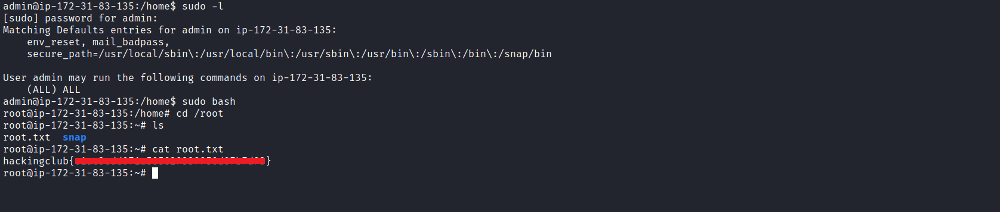 admin@ip-172-31-83-135:/home$ sudo -l
[sudo] password for admin:
Matching Defaults entries for admin on ip-172-31-83-135:
    env_reset, mail_badpass,
    secure_path=/usr/local/sbin\:/usr/local/bin\:/usr/sbin\:/usr/bin\:/sbin\:/bin\:/snap/bin
User admin may run the following commands on ip-172-31-83-135:
    (ALL) ALL
admin@ip-172-31-83-135:/home$ sudo bash
root@ip-172-31-83-135:/home# cd /root
root@ip-172-31-83-135:~# ls
root.txt  snap
root@ip-172-31-83-135:~# cat root.txt
hackingclub{}
root@ip-172-31-83-135:~#